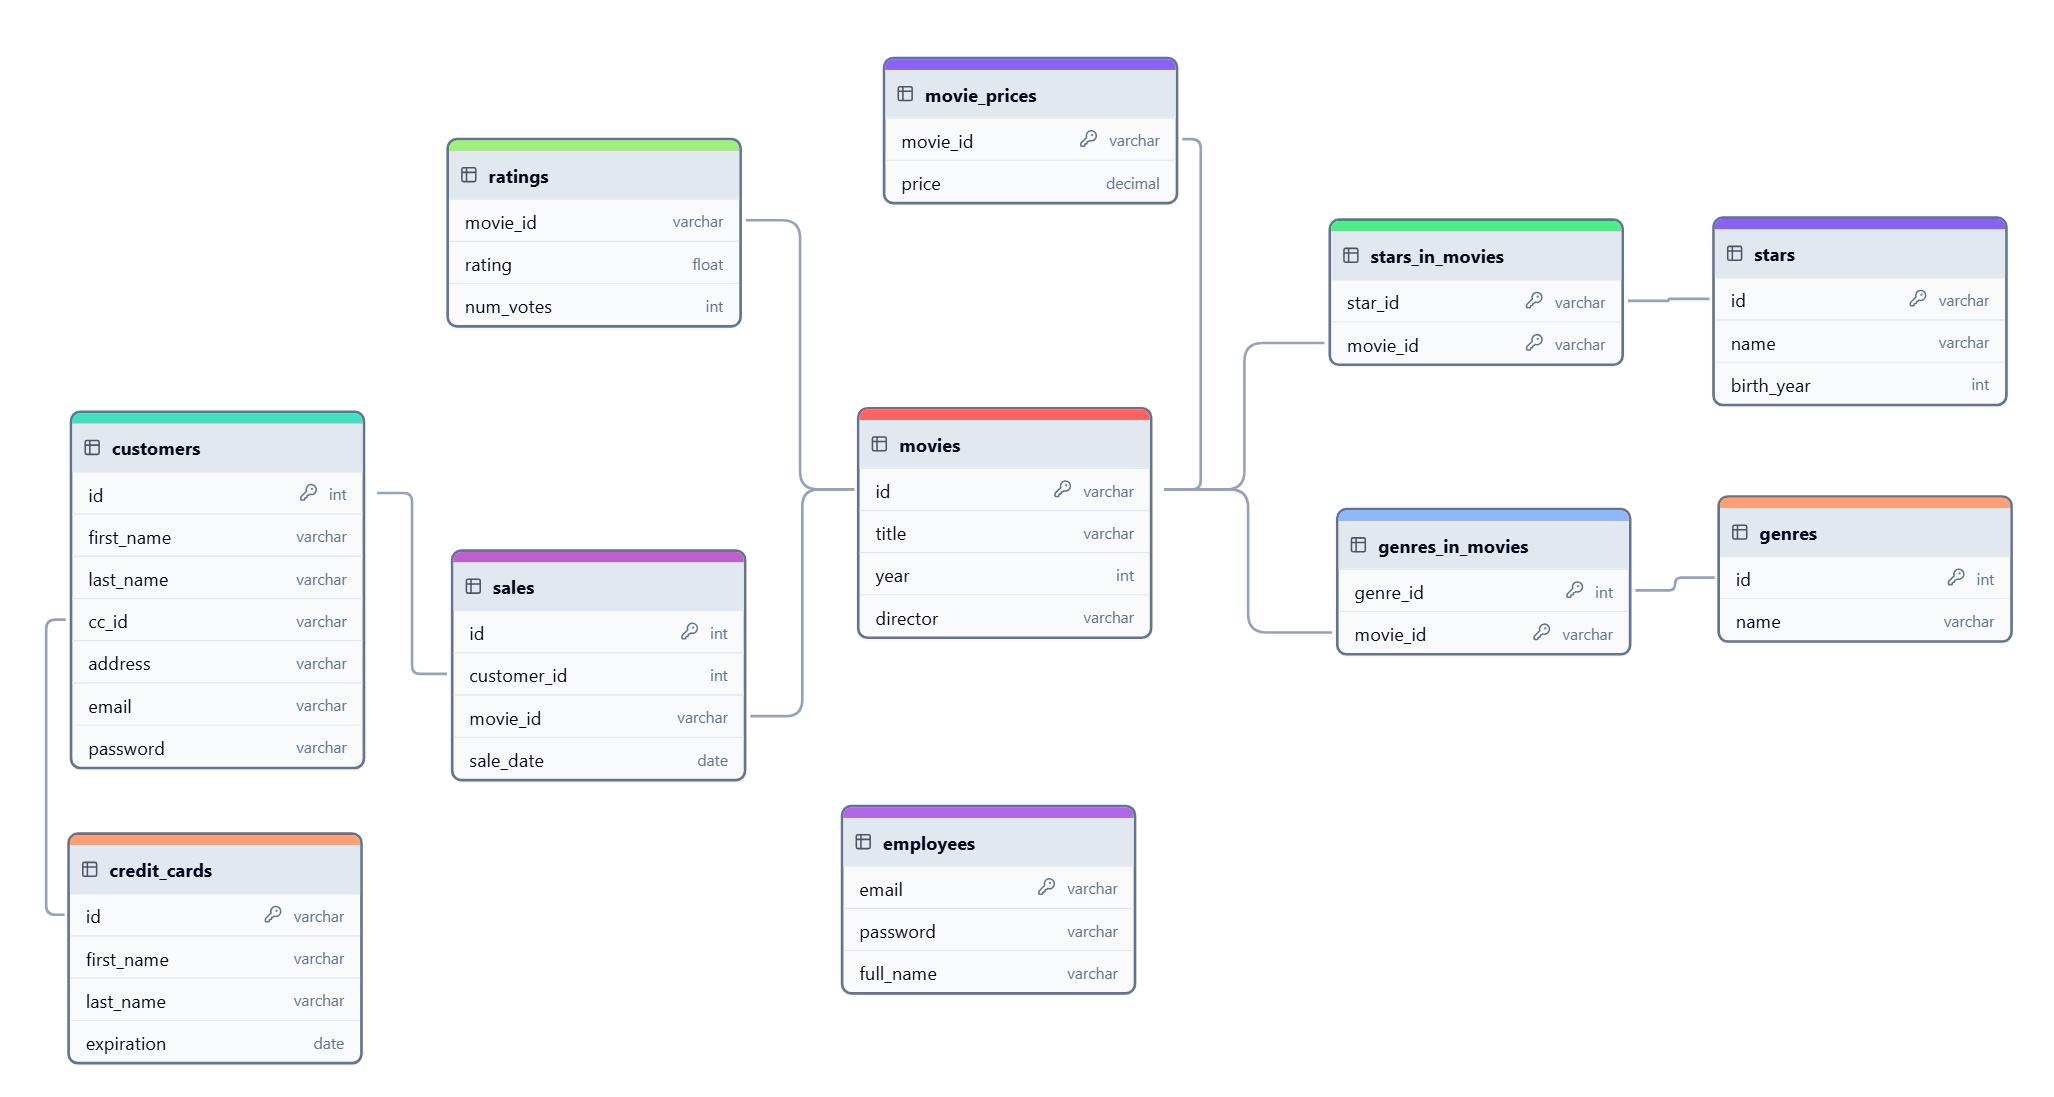 movie_prices
movie_id varchar
price decimal
ratings
movie_id varchar
rating float
num_votes int
stars_in_movies
star_id varchar
movie_id varchar
stars
id varchar
name varchar
birth_year int
customers
id int
first_name varchar
last_name varchar
cc_id varchar
address varchar
email varchar
password varchar
movies
id varchar
title varchar
year int
director varchar
genres_in_movies
genre_id int
movie_id varchar
genres
id int
name varchar
sales
id int
customer_id int
movie_id varchar
sale_date date
employees
email varchar
password varchar
full_name varchar
credit_cards
id varchar
first_name varchar
last_name varchar
expiration date